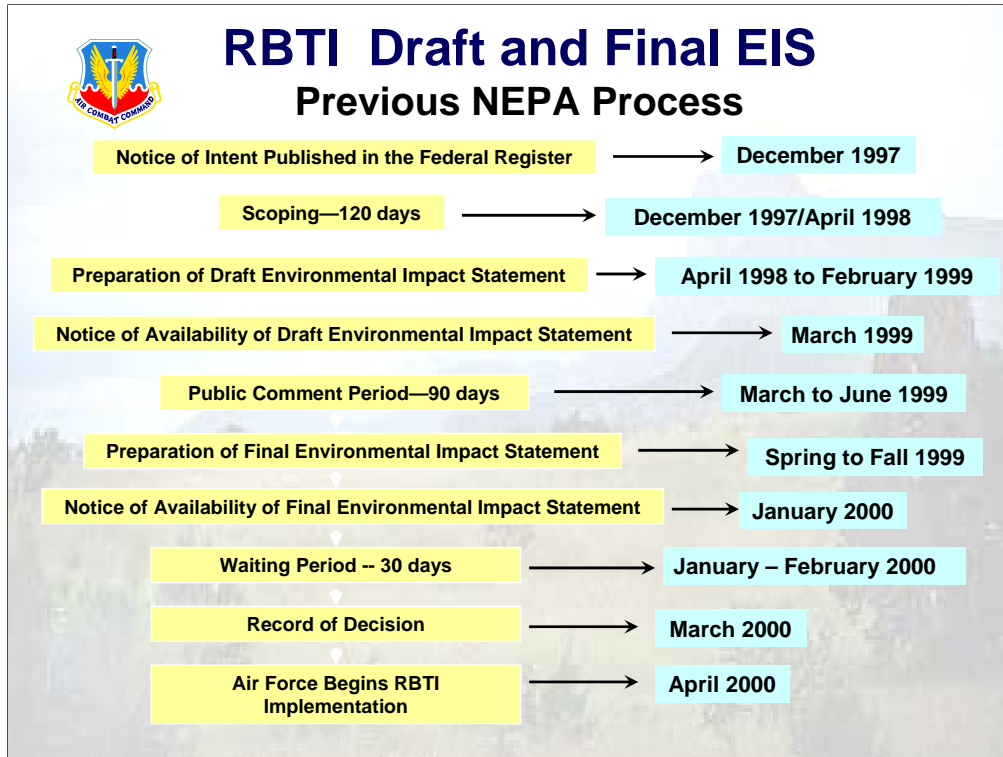 RBTI Draft and Final EIS
Previous NEPA Process
AIR COMBAT COMMAND
Notice of Intent Published in the Federal Register
December 1997
Scoping—120 days
December 1997/April 1998
Preparation of Draft Environmental Impact Statement
April 1998 to February 1999
Notice of Availability of Draft Environmental Impact Statement
March 1999
Public Comment Period—90 days
March to June 1999
Preparation of Final Environmental Impact Statement
Spring to Fall 1999
Notice of Availability of Final Environmental Impact Statement
January 2000
Waiting Period -- 30 days
January – February 2000
Record of Decision
March 2000
Air Force Begins RBTI
Implementation
April 2000